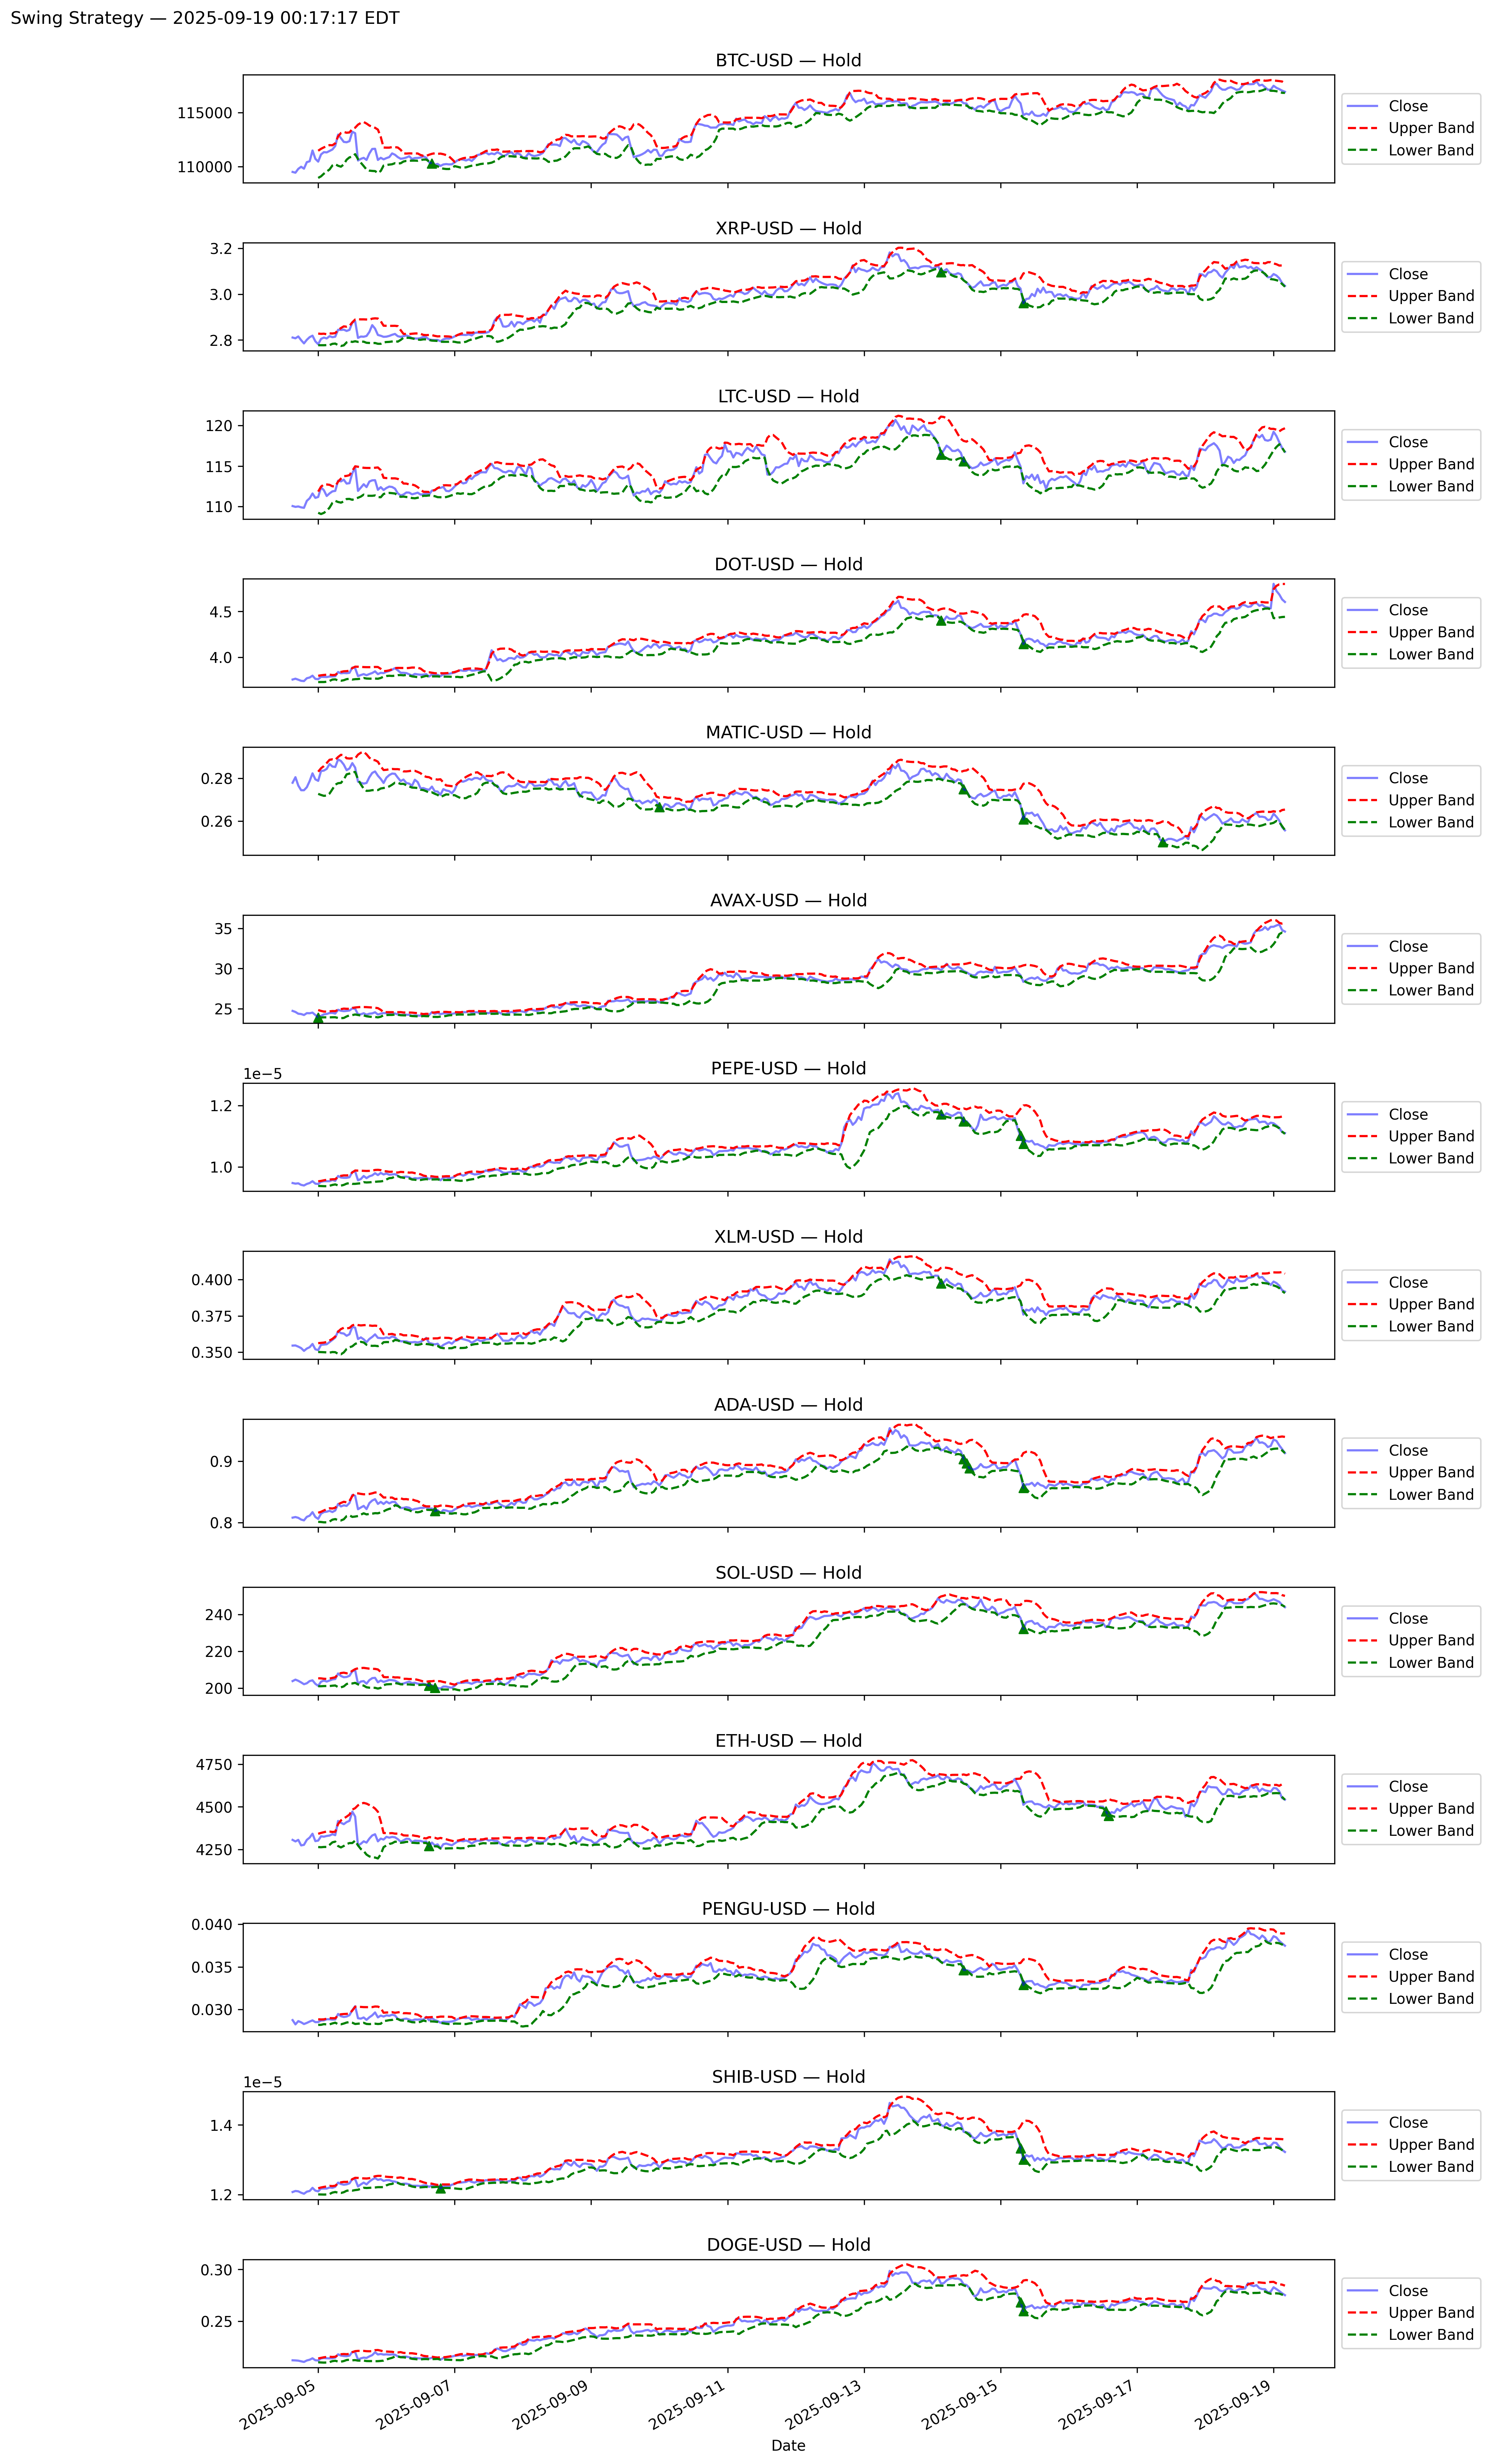 Swing Strategy — 2025-09-19 00:17:17 EDT
BTC-USD — Hold
115000
110000
Close
Upper Band
Lower Band
XRP-USD — Hold
3.2
3.0
2.8
Close
Upper Band
Lower Band
LTC-USD — Hold
120
115
110
Close
Upper Band
Lower Band
DOT-USD — Hold
4.5
4.0
Close
Upper Band
Lower Band
MATIC-USD — Hold
0.28
0.26
Close
Upper Band
Lower Band
AVAX-USD — Hold
35
30
25
Close
Upper Band
Lower Band
PEPE-USD — Hold
1e−5
1.2
1.0
Close
Upper Band
Lower Band
XLM-USD — Hold
0.400
0.375
0.350
Close
Upper Band
Lower Band
ADA-USD — Hold
0.9
0.8
Close
Upper Band
Lower Band
SOL-USD — Hold
240
220
200
Close
Upper Band
Lower Band
ETH-USD — Hold
4750
4500
4250
Close
Upper Band
Lower Band
PENGU-USD — Hold
0.040
0.035
0.030
Close
Upper Band
Lower Band
SHIB-USD — Hold
1e−5
1.4
1.2
Close
Upper Band
Lower Band
DOGE-USD — Hold
0.30
0.25
Close
Upper Band
Lower Band
2025-09-05
2025-09-07
2025-09-09
2025-09-11
2025-09-13
2025-09-15
2025-09-17
2025-09-19
Date